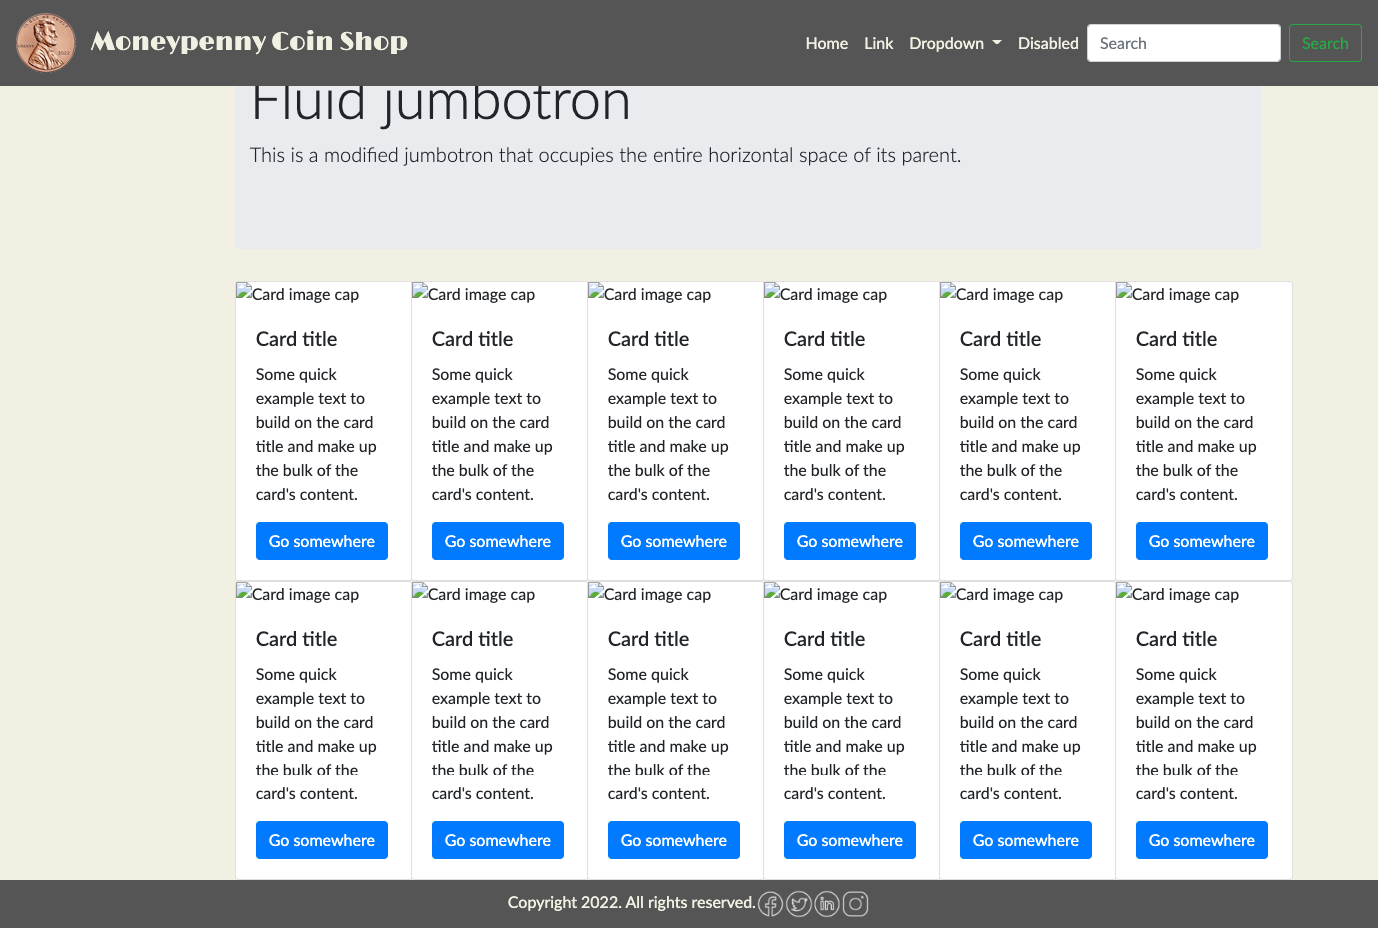 Moneypenny Coin Shop
Home Link Dropdown Disabled Search Search
Fluid jumbotron
This is a modified jumbotron that occupies the entire horizontal space of its parent.
Card image cap Card image cap Card image cap Card image cap Card image cap Card image cap
Card title Card title Card title Card title Card title Card title
Some quick Some quick Some quick Some quick Some quick Some quick
example text to example text to example text to example text to example text to example text to
build on the card build on the card build on the card build on the card build on the card build on the card
title and make up title and make up title and make up title and make up title and make up title and make up
the bulk of the the bulk of the the bulk of the the bulk of the the bulk of the the bulk of the
card's content. card's content. card's content. card's content. card's content. card's content.
Go somewhere Go somewhere Go somewhere Go somewhere Go somewhere Go somewhere
Card image cap Card image cap Card image cap Card image cap Card image cap Card image cap
Card title Card title Card title Card title Card title Card title
Some quick Some quick Some quick Some quick Some quick Some quick
example text to example text to example text to example text to example text to example text to
build on the card build on the card build on the card build on the card build on the card build on the card
title and make up title and make up title and make up title and make up title and make up title and make up
the bulk of the the bulk of the the bulk of the the bulk of the the bulk of the the bulk of the
card's content. card's content. card's content. card's content. card's content. card's content.
Go somewhere Go somewhere Go somewhere Go somewhere Go somewhere Go somewhere
Copyright 2022. All rights reserved.